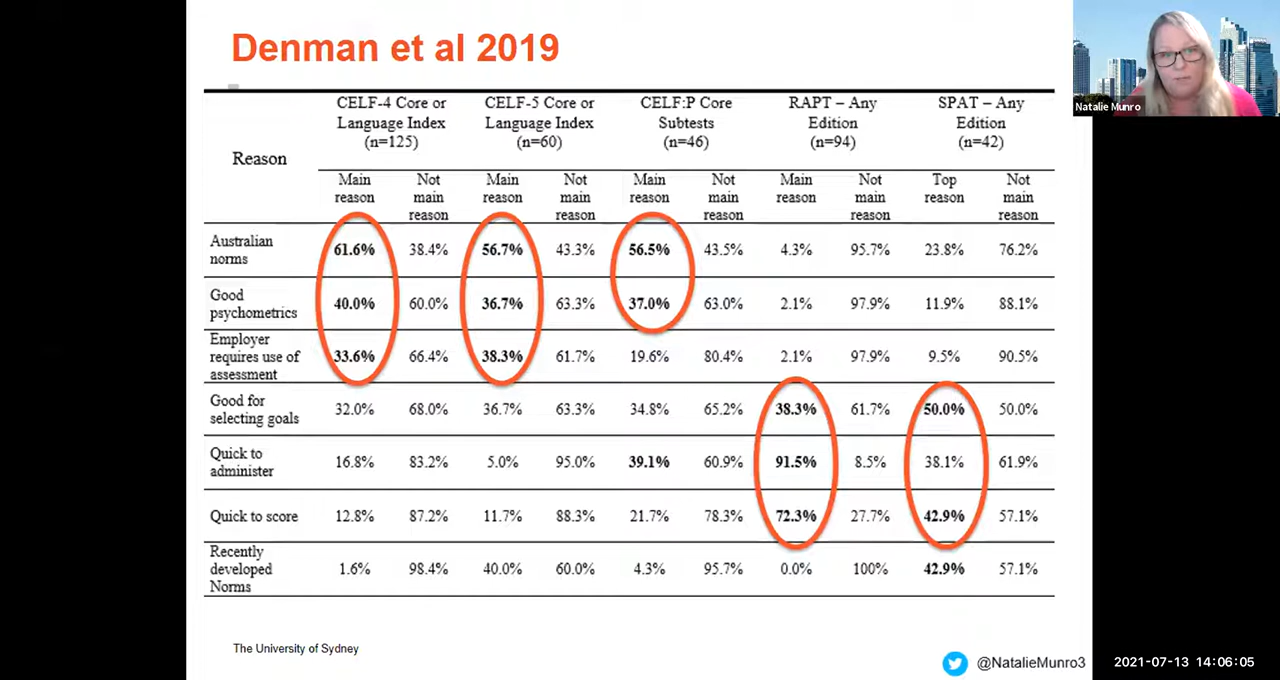 Denman et al 2019
Natalie Munro
CELF-4 Core or
Language Index
(n=125)
CELF-5 Core or
Language Index
(n=60)
CELF:P Core
Subtests
(n=46)
RAPT – Any
Edition
(n=94)
SPAT – Any
Edition
(n=42)
Reason
Main
reason
Not
main
reason
Main
reason
Not
main
reason
Main
reason
Not
main
reason
Main
reason
Not
main
reason
Top
reason
Not
main
reason
Australian
norms
61.6% 38.4% 56.7% 43.3% 56.5% 43.5% 4.3% 95.7% 23.8% 76.2%
Good
psychometrics
40.0% 60.0% 36.7% 63.3% 37.0% 63.0% 2.1% 97.9% 11.9% 88.1%
Employer
requires use of
assessment
33.6% 66.4% 38.3% 61.7% 19.6% 80.4% 2.1% 97.9% 9.5% 90.5%
Good for
selecting goals
32.0% 68.0% 36.7% 63.3% 34.8% 65.2% 38.3% 61.7% 50.0% 50.0%
Quick to
administer
16.8% 83.2% 5.0% 95.0% 39.1% 60.9% 91.5% 8.5% 38.1% 61.9%
Quick to score
12.8% 87.2% 11.7% 88.3% 21.7% 78.3% 72.3% 27.7% 42.9% 57.1%
Recently
developed
Norms
1.6% 98.4% 40.0% 60.0% 4.3% 95.7% 0.0% 100% 42.9% 57.1%
The University of Sydney
@NatalieMunro3
2021-07-13 14:06:05